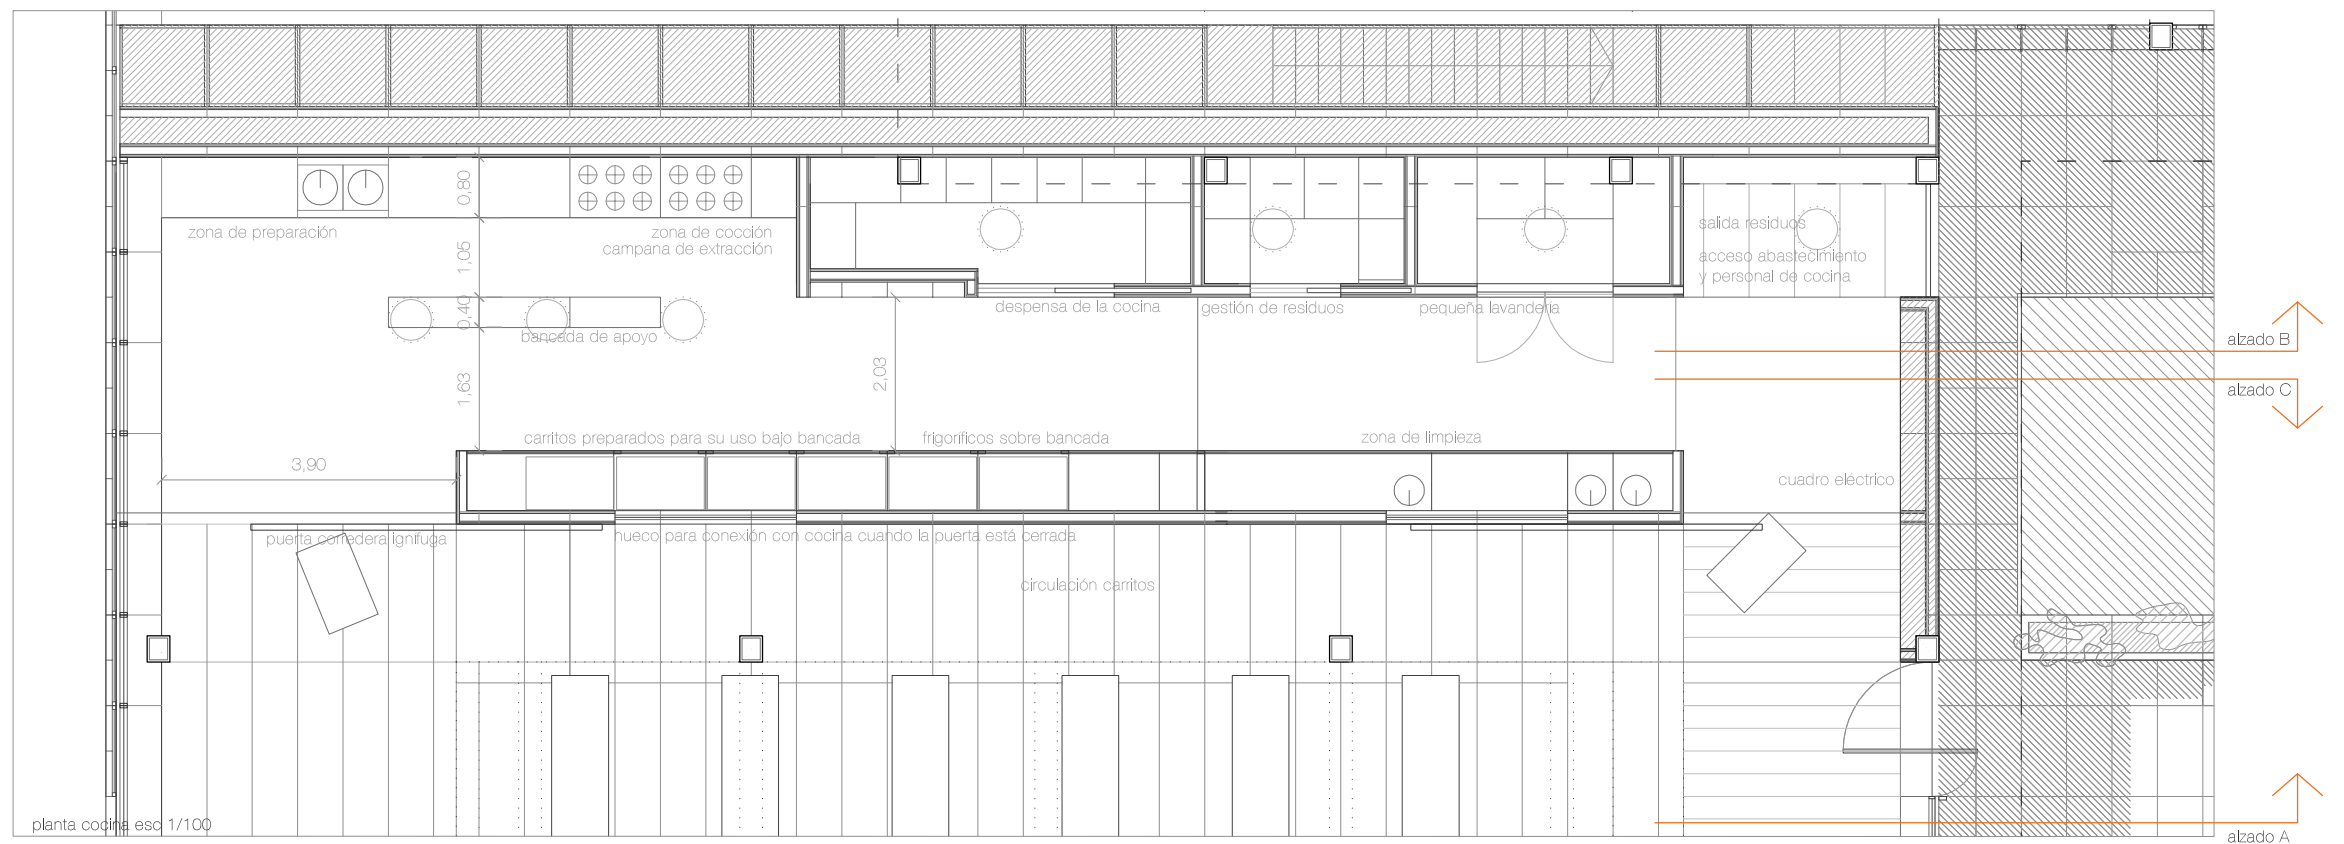 0,80
zona de preparación
zona de cocción
campana de extracción
salida residuos
1,05
acceso abastecimiento
y personal de cocina
0,40
despensa de la cocina
gestión de residuos
pequeña lavandería
bancada de apoyo
alzado B
1,63
2,03
alzado C
carritos preparados para su uso bajo bancada
frigoríficos sobre bancada
zona de limpieza
3,90
cuadro eléctrico
puerta corredera ignífuga
hueco para conexión con cocina cuando la puerta está cerrada
circulación carritos
planta cocina esc 1/100
alzado A